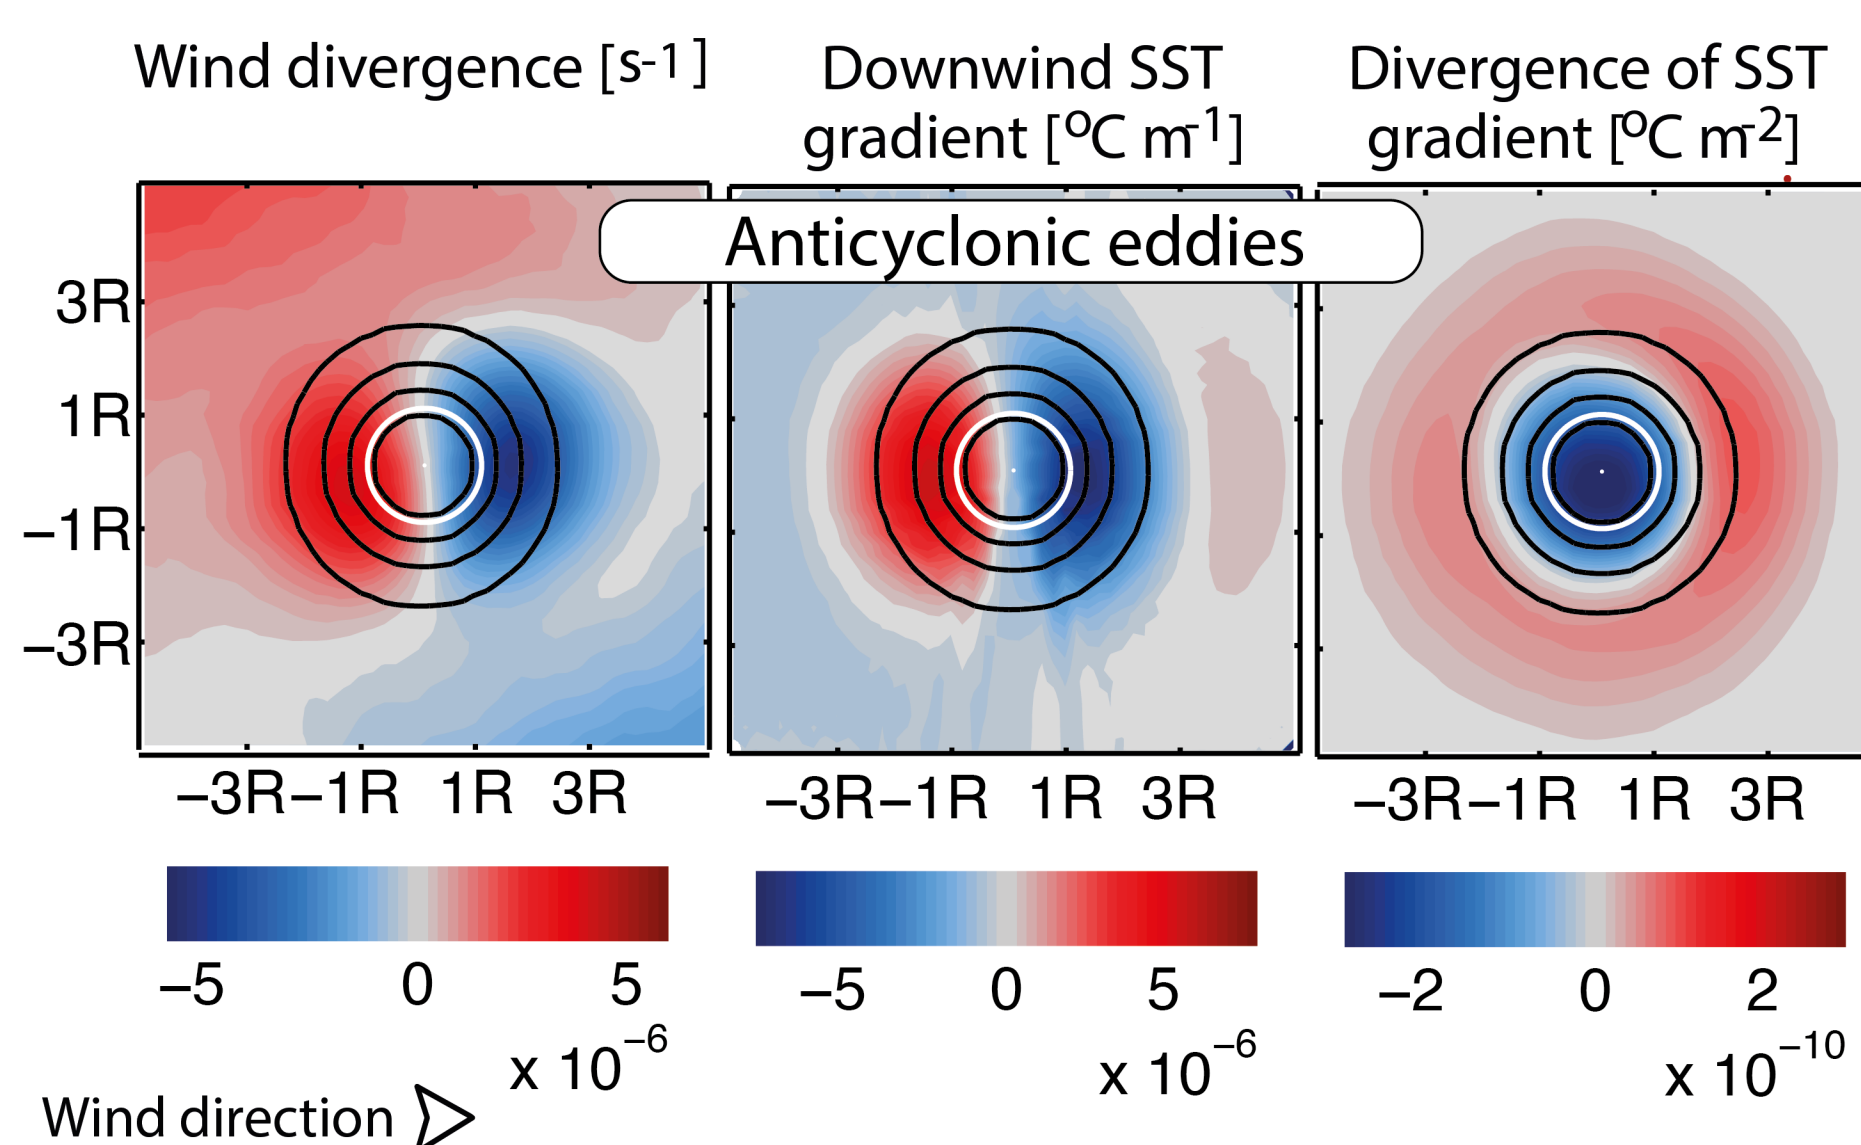 Wind divergence [s-1]
Downwind SST
gradient [ºC m-1]
Divergence of SST
gradient [ºC m-2]
Anticyclonic eddies
3R
1R
−1R
−3R
−3R −1R 1R 3R
−3R −1R 1R 3R
−3R −1R 1R 3R
−5 0 5
x 10−6
−5 0 5
x 10−6
−2 0 2
x 10−10
Wind direction